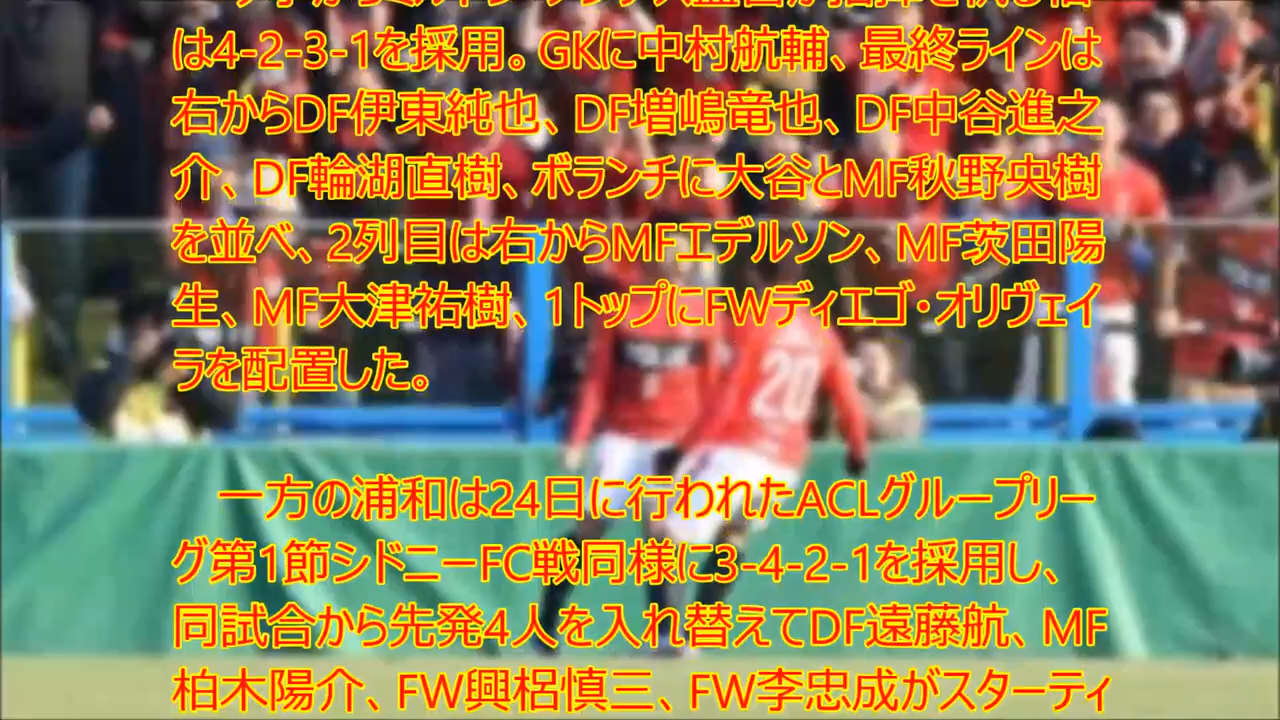 は4-2-3-1を採用。GKに中村航輔、最終ラインは
右からDF伊東純也、DF増嶋竜也、DF中谷進之
介、DF輪湖直樹、ボランチに大谷とMF秋野央樹
を並べ、2列目は右からMFエデルソン、MF茨田陽
生、MF大津祐樹、1トップにFWディエゴ・オリヴェイ
ラを配置した。
20
一方の浦和は24日に行われたACLグループリー
グ第1節シドニーFC戦同様に3-4-2-1を採用し、
同試合から先発4人を入れ替えてDF遠藤航、MF
柏木陽介、FW興梠慎三、FW李忠成がスターティ